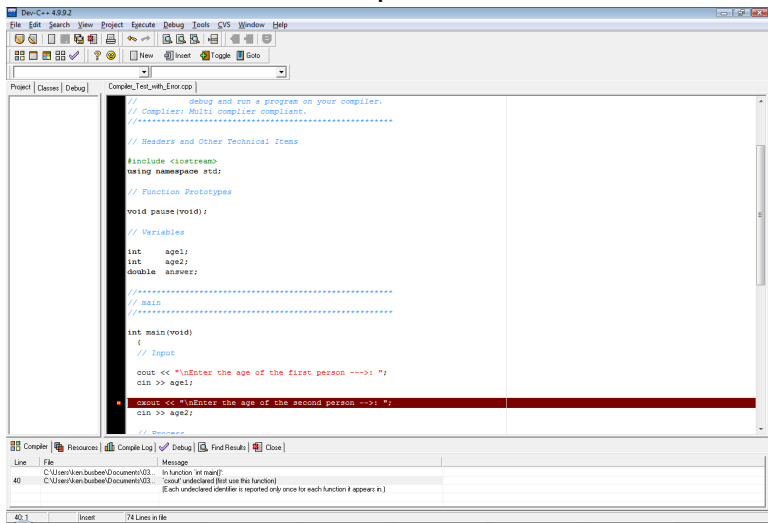 Dev-C++ 4.9.9.2
File Edit Search View Project Execute Debug Tools CVS Window Help
New Insert Toggle Goto
Project Classes Debug
Compiler_Test_with_Error.cpp
// debug and run a program on your compiler.
// Complier: Multi complier compliant.
//******************************************************
// Headers and Other Technical Items
#include <iostream>
using namespace std;
// Function Prototypes
void pause(void);
// Variables
int age1;
int age2;
double answer;
//******************************************************
// main
//******************************************************
int main(void)
{
// Input
cout << "\nEnter the age of the first person --->: ";
cin >> age1;
cxout << "\nEnter the age of the second person -->: ";
cin >> age2;
// Process
Compiler Resources Compile Log Debug Find Results Close
Line File Message
C:\Users\ken.busbee\Documents\03... In function 'int main()':
40 C:\Users\ken.busbee\Documents\03... 'cxout' undeclared (first use this function)
(Each undeclared identifier is reported only once for each function it appears in.)
40: 1 Insert 74 Lines in file